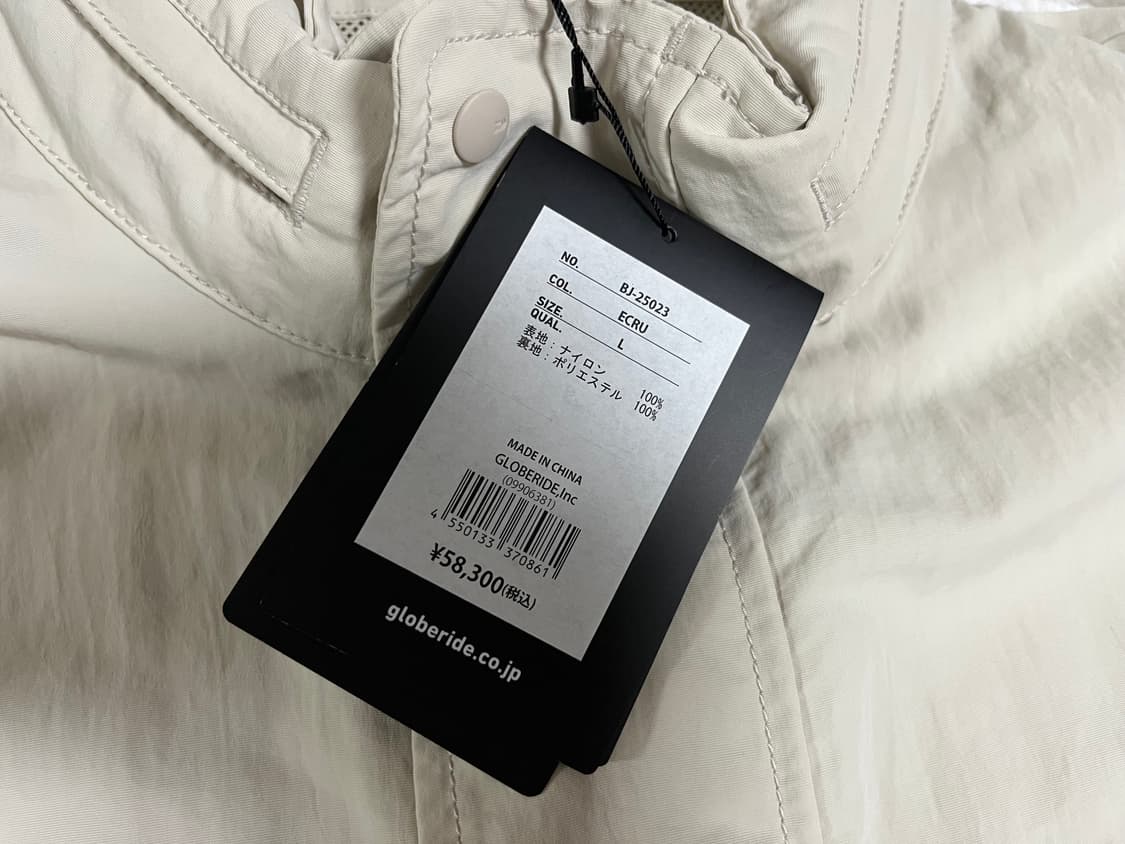 NO. BJ-25023
COL. ECRU
SIZE. L
QUAL.
表地：ナイロン 100%
裏地：ポリエステル 100%
MADE IN CHINA
GLOBERIDE,Inc
(09906381)
4 550133 370861
¥58,300(税込)
globeride.co.jp